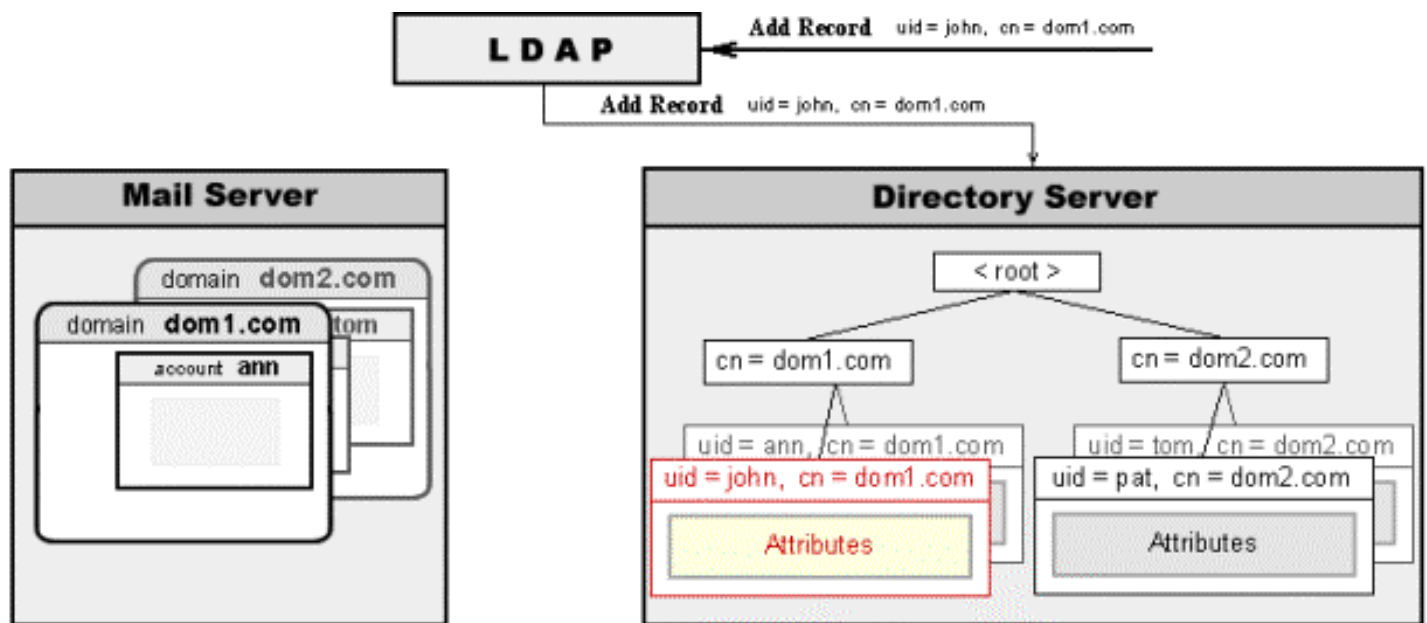 Add Record uid = john, cn = dom1.com
L D A P
Add Record uid = john, cn = dom1.com
Mail Server
domain dom2.com
domain dom1.com
tom
account ann
Directory Server
< root >
cn = dom1.com
cn = dom2.com
uid = ann, cn = dom1.com
uid = tom, cn = dom2.com
uid = john, cn = dom1.com
uid = pat, cn = dom2.com
Attributes
Attributes